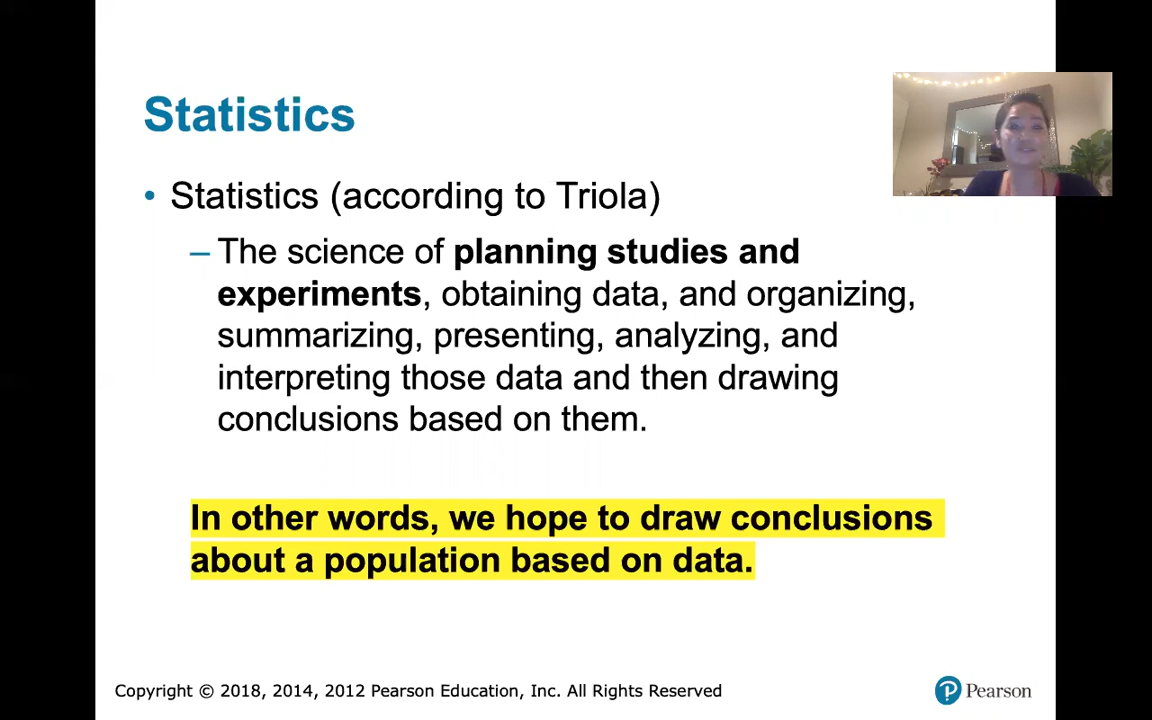 Statistics
• Statistics (according to Triola)
– The science of planning studies and
experiments, obtaining data, and organizing,
summarizing, presenting, analyzing, and
interpreting those data and then drawing
conclusions based on them.
In other words, we hope to draw conclusions
about a population based on data.
Copyright © 2018, 2014, 2012 Pearson Education, Inc. All Rights Reserved
P Pearson